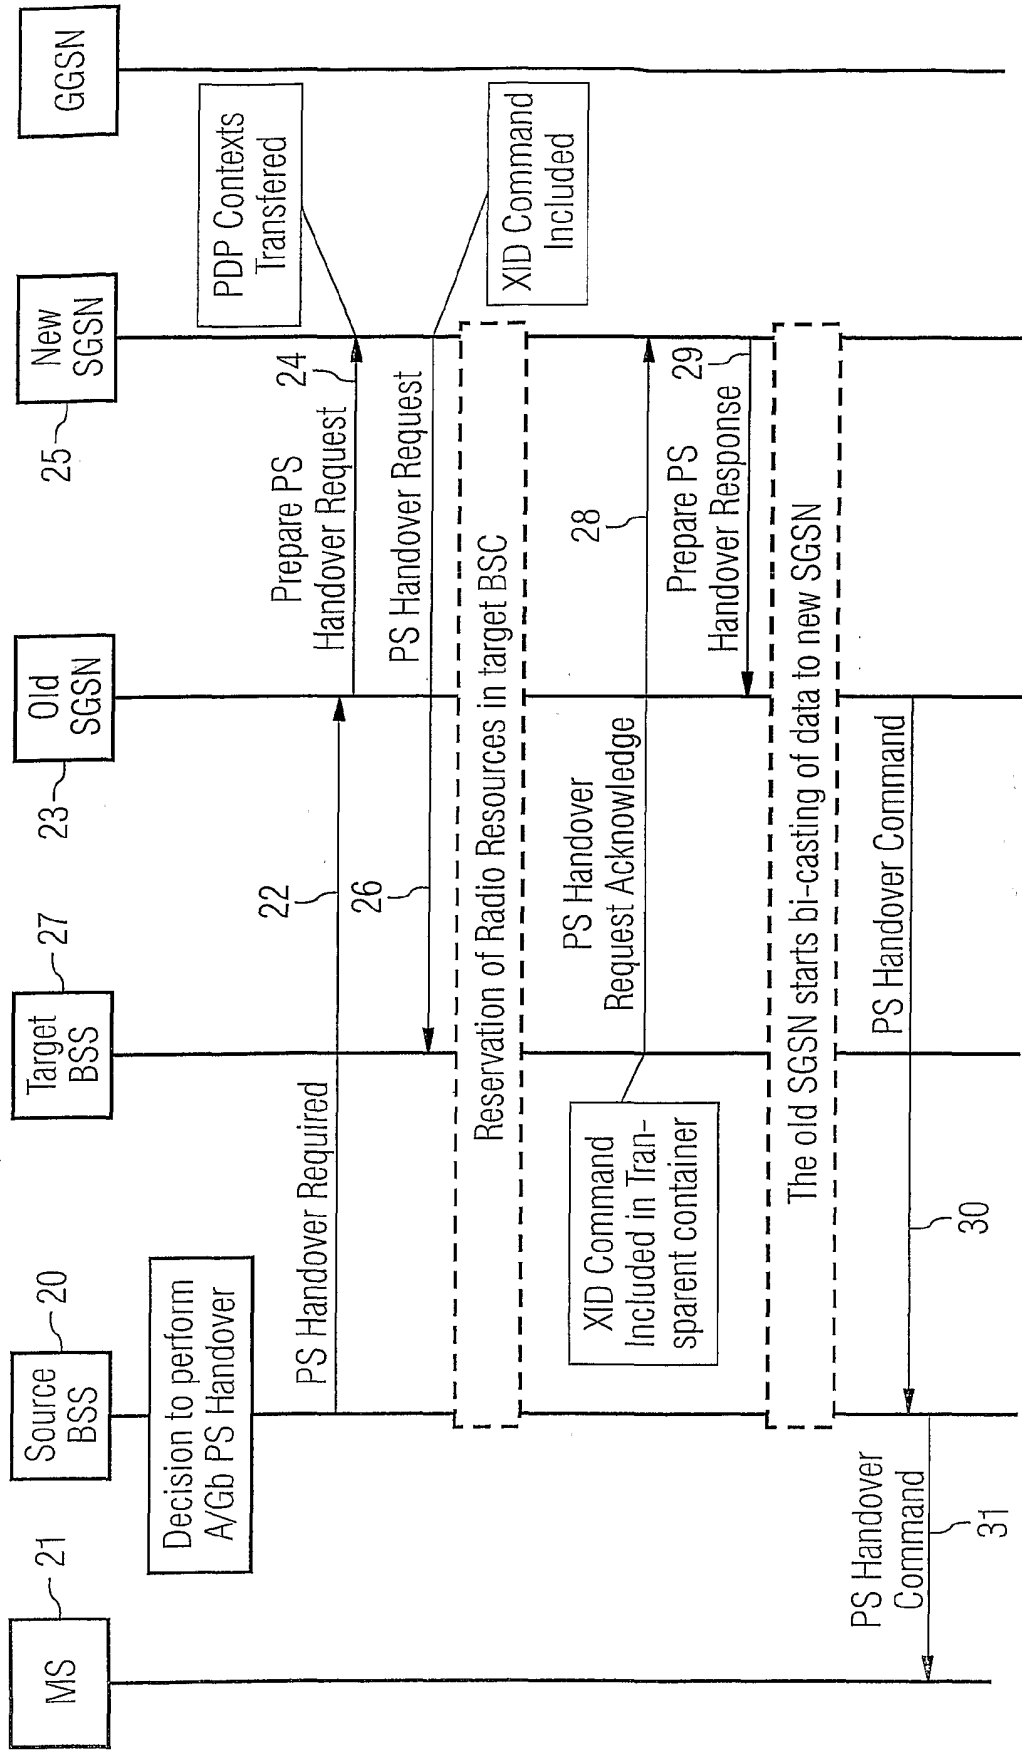 MS
21
Source
BSS
20
Target
BSS
27
Old
SGSN
23
New
SGSN
25
GGSN
Decision to perform
A/Gb PS Handover
PS Handover Required
22
Prepare PS
Handover Request
24
PDP Contexts
Transfered
26
PS Handover Request
XID Command
Included
Reservation of Radio Resources in target BSC
XID Command
Included in Tran-
sparent container
PS Handover
Request Acknowledge
28
Prepare PS
Handover Response
29
The old SGSN starts bi-casting of data to new SGSN
PS Handover Command
30
PS Handover
Command
31